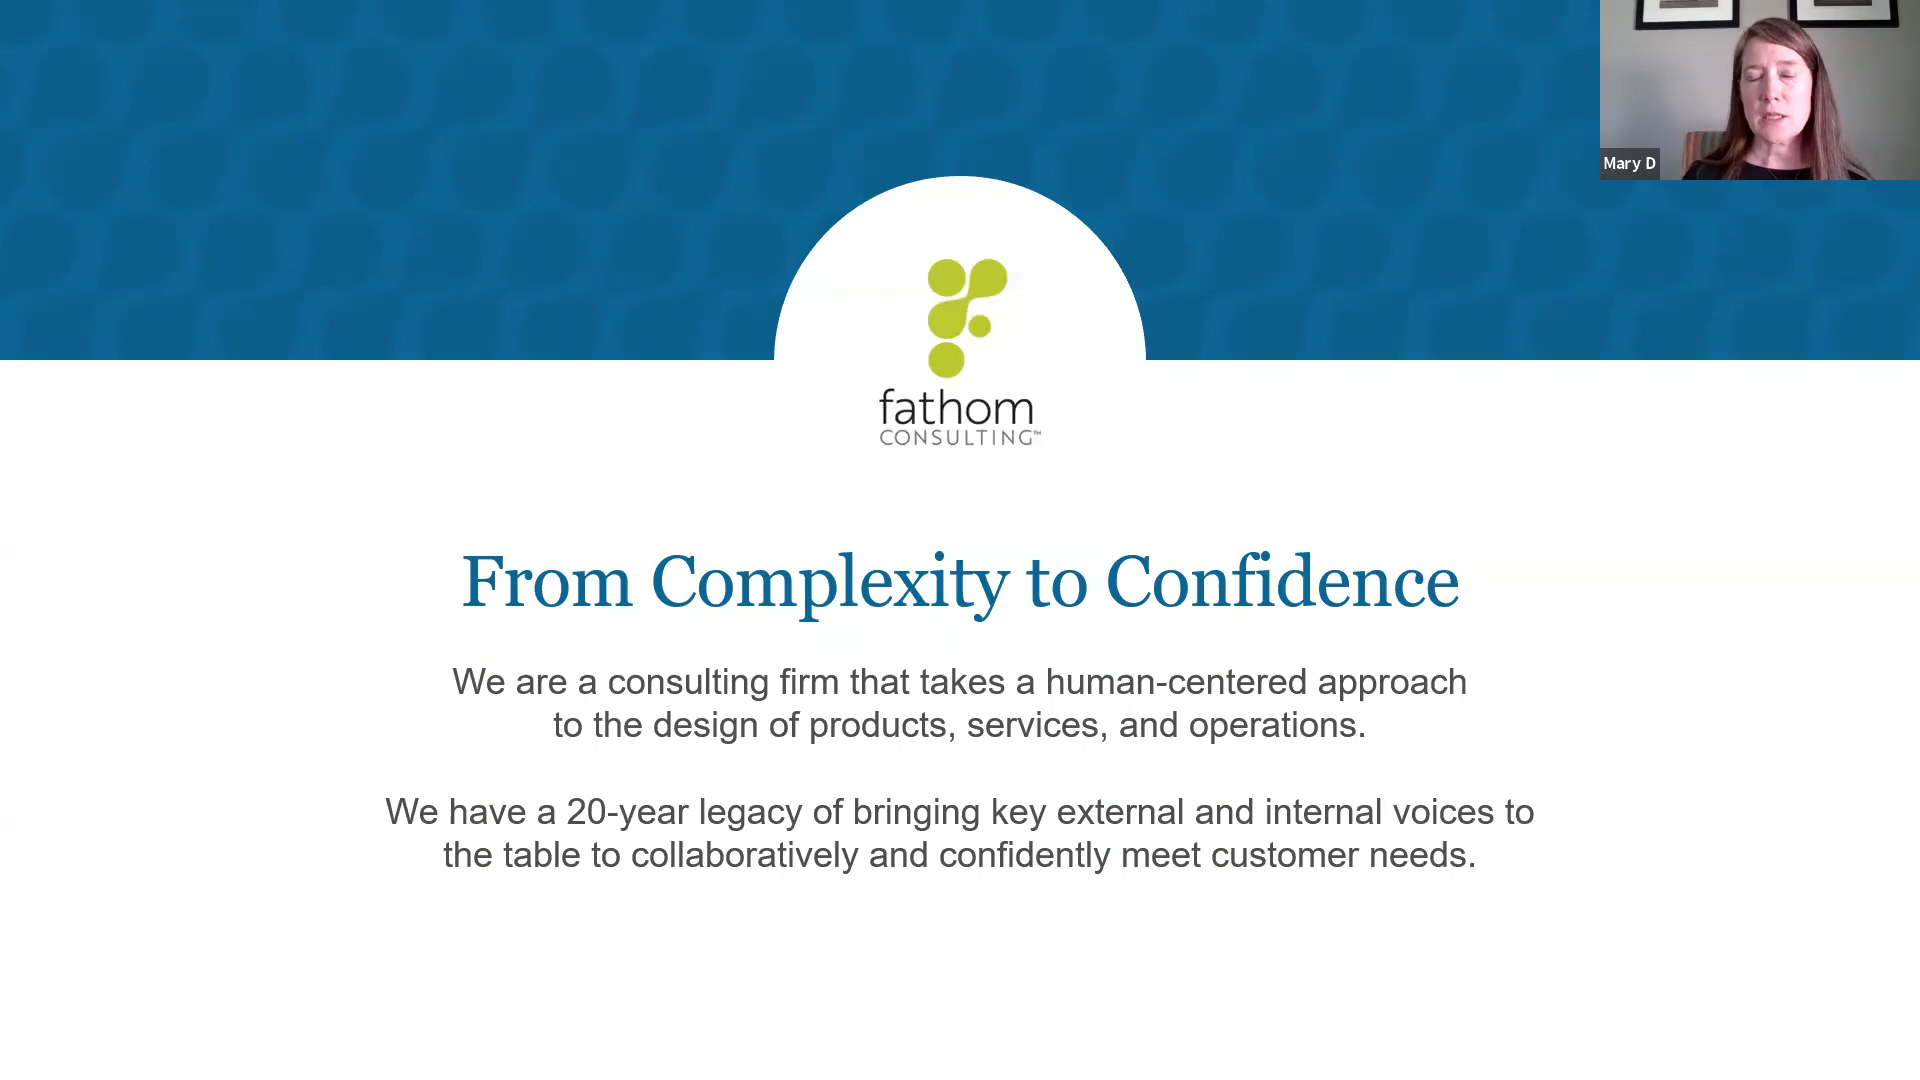 Mary D
fathom
CONSULTING™
From Complexity to Confidence
We are a consulting firm that takes a human-centered approach
to the design of products, services, and operations.
We have a 20-year legacy of bringing key external and internal voices to
the table to collaboratively and confidently meet customer needs.